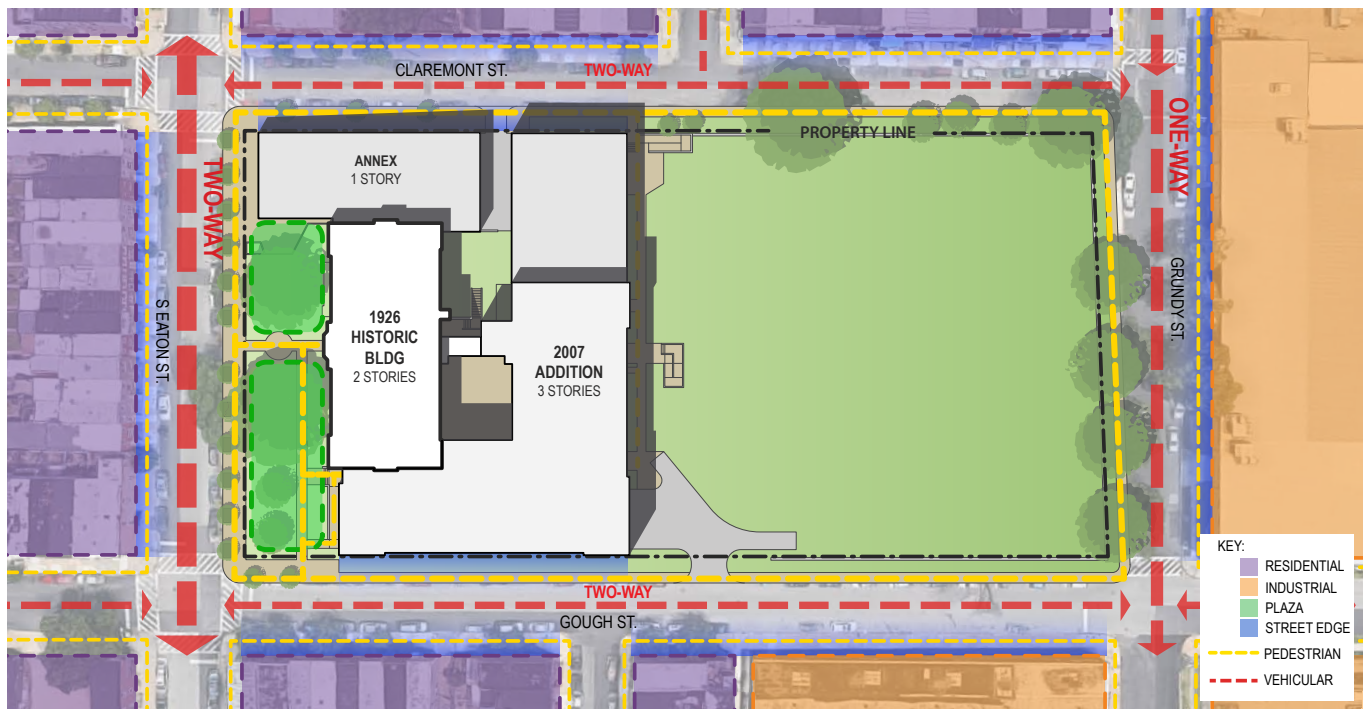 CLAREMONT ST.
TWO-WAY
PROPERTY LINE
ONE-WAY
ANNEX
1 STORY
TWO-WAY
S EATON ST.
1926
HISTORIC
BLDG
2 STORIES
2007
ADDITION
3 STORIES
GRUNDY ST.
TWO-WAY
GOUGH ST.
KEY:
RESIDENTIAL
INDUSTRIAL
PLAZA
STREET EDGE
PEDESTRIAN
VEHICULAR